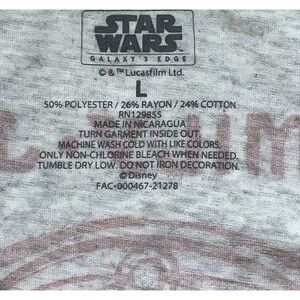 STAR
WARS
GALAXY'S EDGE
© & ™ Lucasfilm Ltd.
L
50% POLYESTER / 26% RAYON / 24% COTTON
RN129855
MADE IN NICARAGUA
TURN GARMENT INSIDE OUT.
MACHINE WASH COLD WITH LIKE COLORS.
ONLY NON-CHLORINE BLEACH WHEN NEEDED.
TUMBLE DRY LOW. DO NOT IRON DECORATION.
©Disney
FAC-000467-21278